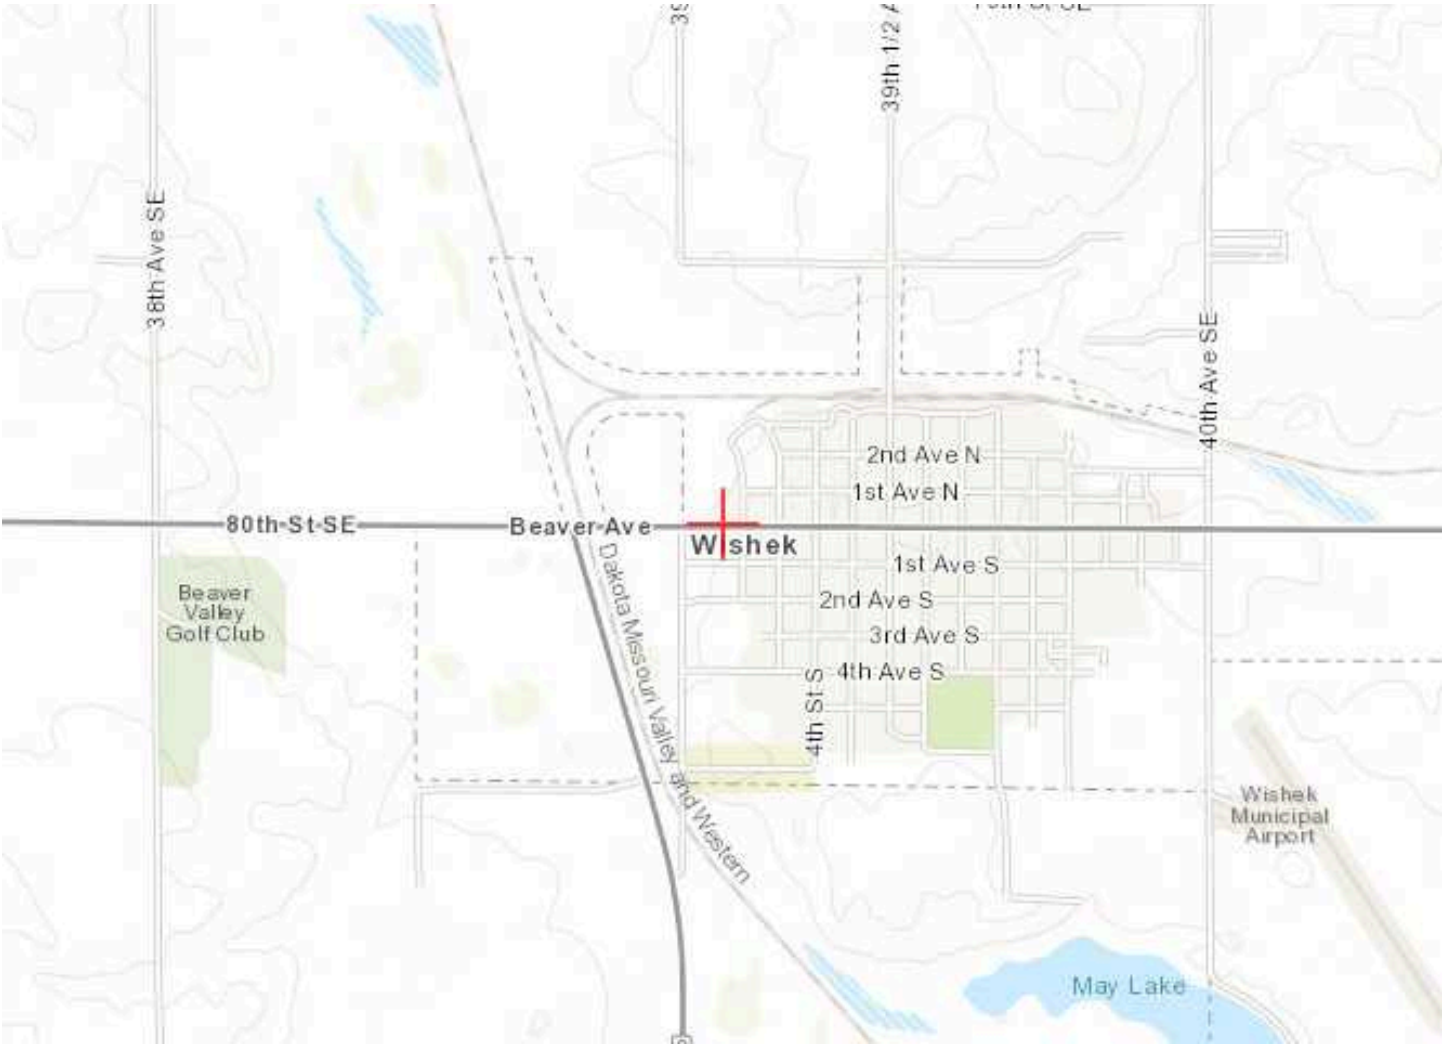 39th 1/2 A
38th Ave SE
40th Ave SE
2nd Ave N
1st Ave N
80th St SE
Beaver Ave
Wishek
1st Ave S
Beaver
Valley
Golf Club
2nd Ave S
3rd Ave S
4th Ave S
4th St S
Dakota Missouri Valley and Western
Wishek
Municipal
Airport
May Lake